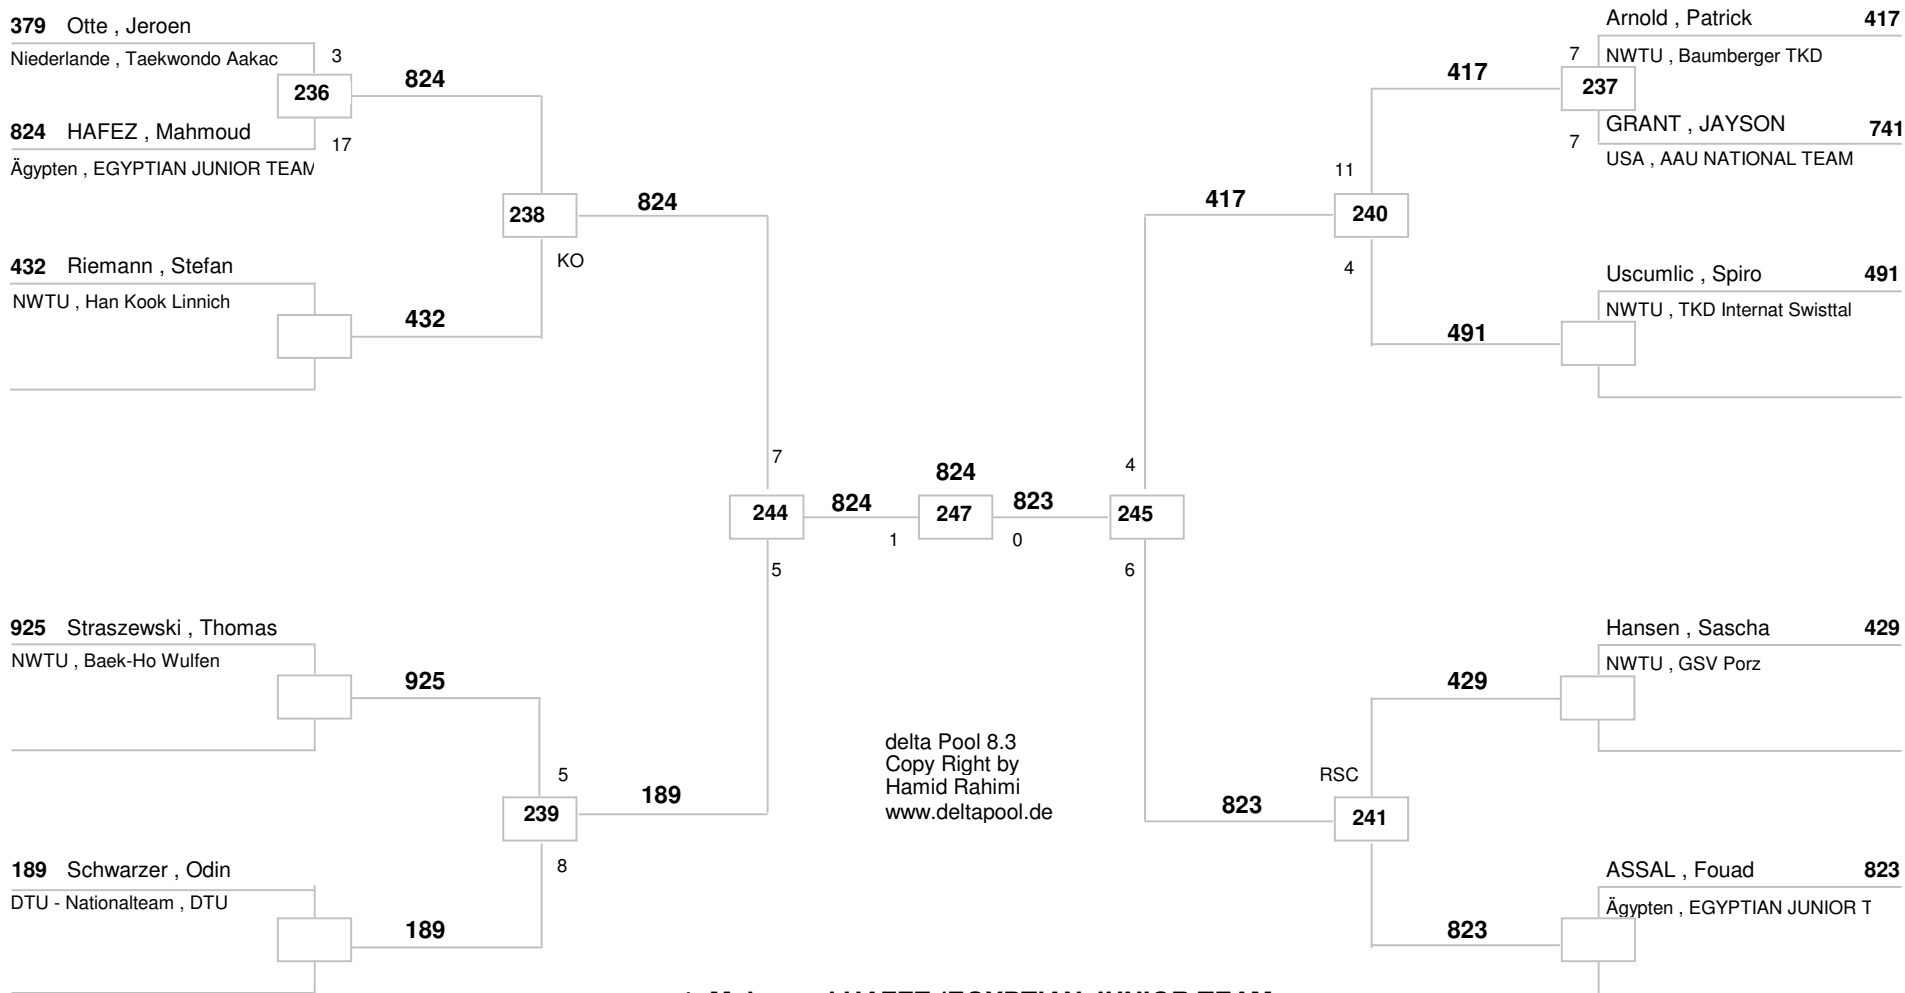 379 Otte , Jeroen
Niederlande , Taekwondo Aakac
3
236
824
824 HAFEZ , Mahmoud
17
Ägypten , EGYPTIAN JUNIOR TEAM
238
824
KO
432 Riemann , Stefan
NWTU , Han Kook Linnich
432
7
244
824
5
925 Straszewski , Thomas
NWTU , Baek-Ho Wulfen
925
5
239
189
8
189 Schwarzer , Odin
DTU - Nationalteam , DTU
189
824
247
1
0
823
delta Pool 8.3
Copy Right by
Hamid Rahimi
www.deltapool.de
Arnold , Patrick 417
7
NWTU , Baumberger TKD
417
237
GRANT , JAYSON 741
7
USA , AAU NATIONAL TEAM
11
417
240
4
Uscumlic , Spiro 491
NWTU , TKD Internat Swisttal
491
4
245
6
Hansen , Sascha 429
NWTU , GSV Porz
429
RSC
823
241
ASSAL , Fouad 823
Ägypten , EGYPTIAN JUNIOR T
823